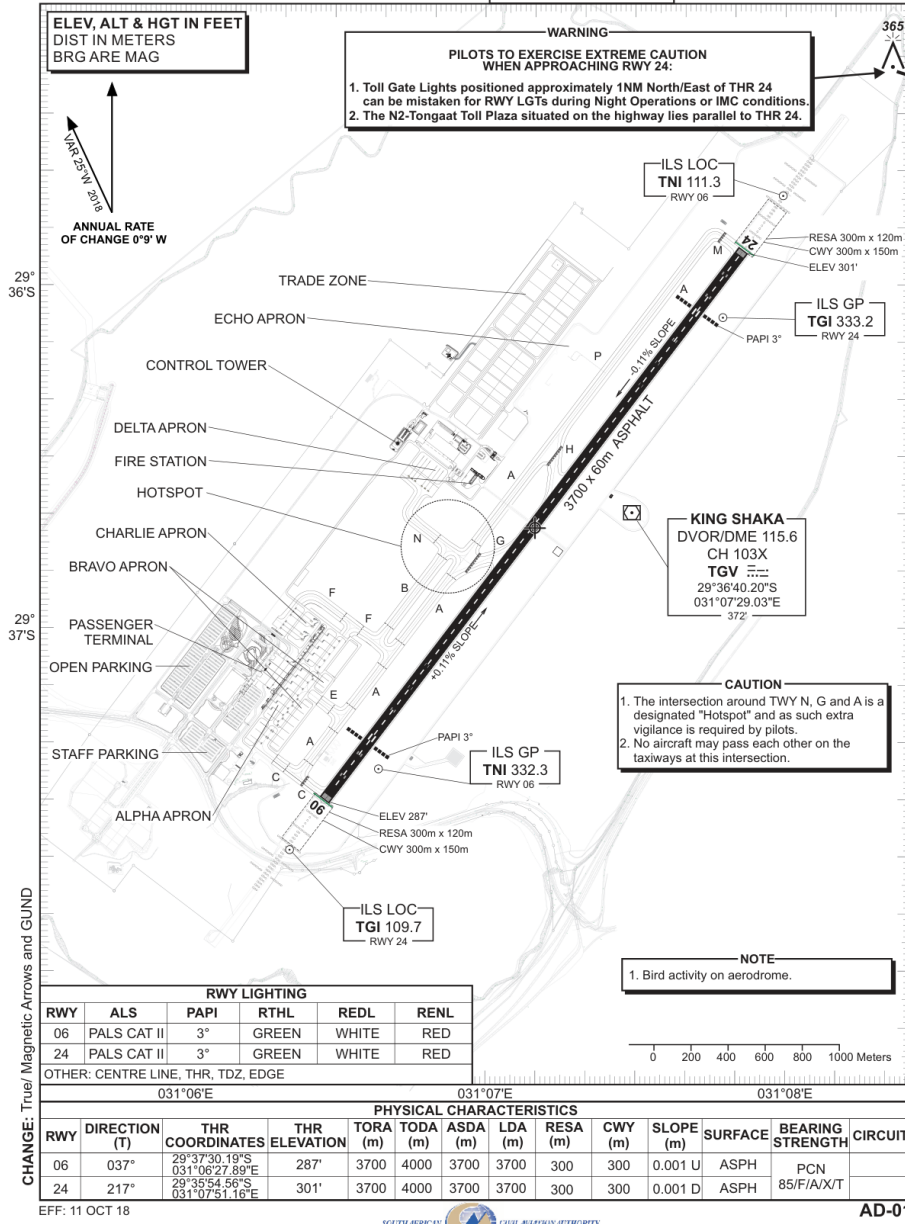 ELEV, ALT & HGT IN FEET
DIST IN METERS
BRG ARE MAG
VAR 25°W 2018
ANNUAL RATE
OF CHANGE 0°9' W
WARNING
PILOTS TO EXERCISE EXTREME CAUTION
WHEN APPROACHING RWY 24:
1. Toll Gate Lights positioned approximately 1NM North/East of THR 24
can be mistaken for RWY LGTs during Night Operations or IMC conditions.
2. The N2-Tongaat Toll Plaza situated on the highway lies parallel to THR 24.
365
ILS LOC
TNI 111.3
RWY 06
24
M
RESA 300m x 120m
CWY 300m x 150m
ELEV 301'
29°
36'S
TRADE ZONE
A
ILS GP
TGI 333.2
RWY 24
ECHO APRON
PAPI 3°
P
-0.11% SLOPE
CONTROL TOWER
3700 x 60m ASPHALT
DELTA APRON
H
FIRE STATION
A
HOTSPOT
KING SHAKA
DVOR/DME 115.6
CH 103X
TGV
29°36'40.20"S
031°07'29.03"E
372'
CHARLIE APRON
N
G
BRAVO APRON
B
F
A
F
29°
37'S
PASSENGER
TERMINAL
+0.11% SLOPE
OPEN PARKING
E
A
CAUTION
1. The intersection around TWY N, G and A is a
designated "Hotspot" and as such extra
vigilance is required by pilots.
2. No aircraft may pass each other on the
taxiways at this intersection.
STAFF PARKING
A
PAPI 3°
ILS GP
TNI 332.3
RWY 06
C
C
06
ALPHA APRON
ELEV 287'
RESA 300m x 120m
CWY 300m x 150m
ILS LOC
TGI 109.7
RWY 24
NOTE
1. Bird activity on aerodrome.
0 200 400 600 800 1000 Meters
RWY LIGHTING
RWY ALS PAPI RTHL REDL RENL
06 PALS CAT II 3° GREEN WHITE RED
24 PALS CAT II 3° GREEN WHITE RED
OTHER: CENTRE LINE, THR, TDZ, EDGE
031°06'E 031°07'E 031°08'E
PHYSICAL CHARACTERISTICS
RWY DIRECTION (T) THR COORDINATES THR ELEVATION TORA (m) TODA (m) ASDA (m) LDA (m) RESA (m) CWY (m) SLOPE (m) SURFACE BEARING STRENGTH CIRCUIT
06 037° 29°37'30.19"S 031°06'27.89"E 287' 3700 4000 3700 3700 300 300 0.001 U ASPH PCN 85/F/A/X/T
24 217° 29°35'54.56"S 031°07'51.16"E 301' 3700 4000 3700 3700 300 300 0.001 D ASPH
CHANGE: True/ Magnetic Arrows and GUND
EFF: 11 OCT 18
SOUTH AFRICAN CIVIL AVIATION AUTHORITY
AD-01